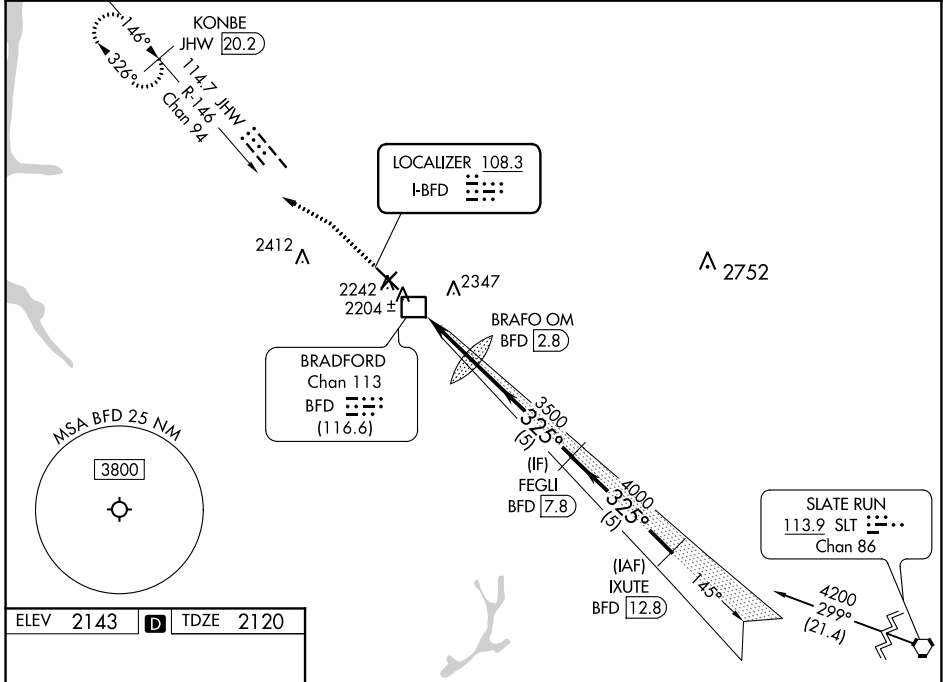 KONBE
JHW 20.2
146°
326°
114.7 JHW
R-146
Chan 94
LOCALIZER 108.3
I-BFD
2412
2752
2242
2347
2204 ±
BRAFO OM
BFD 2.8
BRADFORD
Chan 113
BFD
(116.6)
3500
325°
(5)
(IF)
FEGLI
BFD 7.8
4000
325°
(5)
(IAF)
IXUTE
BFD 12.8
145°
MSA BFD 25 NM
3800
SLATE RUN
113.9 SLT
Chan 86
4200
299°
(21.4)
ELEV 2143 D TDZE 2120